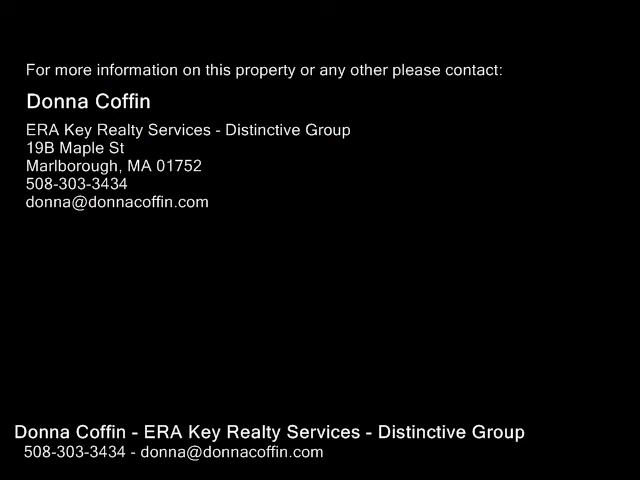 For more information on this property or any other please contact:
Donna Coffin
ERA Key Realty Services - Distinctive Group
19B Maple St
Marlborough, MA 01752
508-303-3434
donna@donnacoffin.com
Donna Coffin - ERA Key Realty Services - Distinctive Group
508-303-3434 - donna@donnacoffin.com